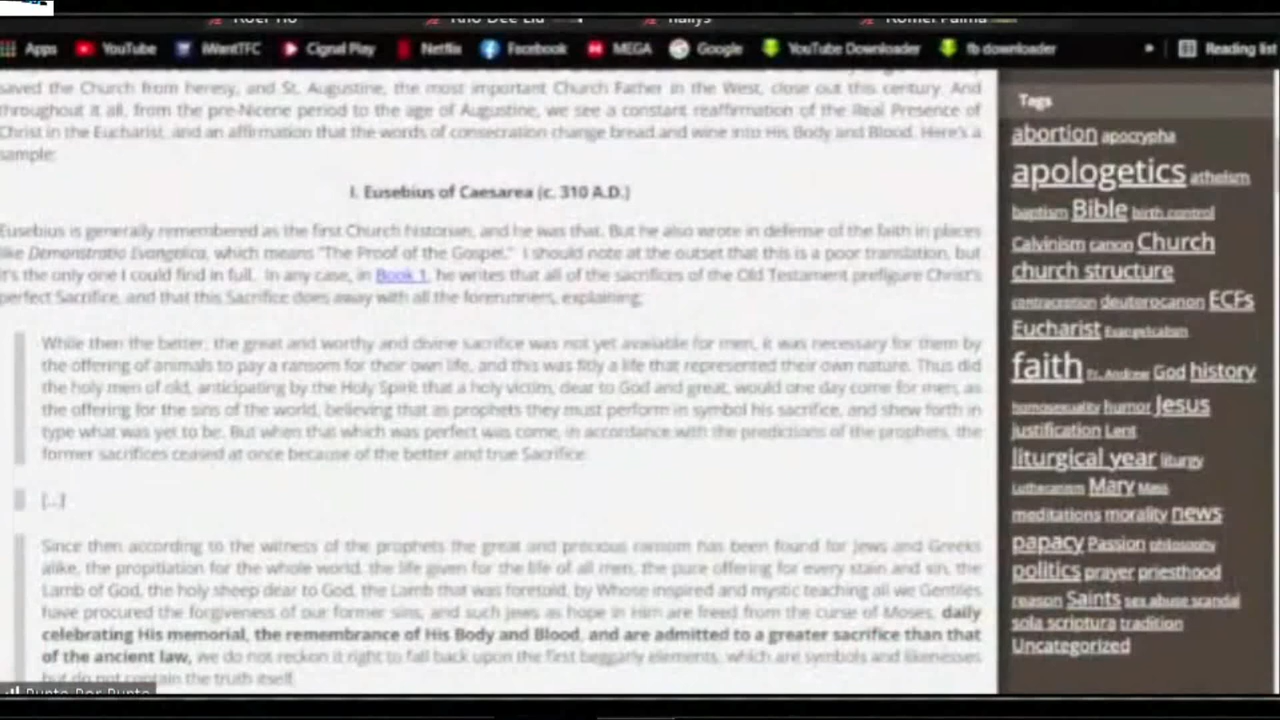 Apps YouTube iWantTFC Cignal Play Netflix Facebook MEGA Google YouTube Downloader fb downloader » Reading list
saved the Church from heresy, and St. Augustine, the most important Church Father in the West, close out this century. And
throughout it all, from the pre-Nicene period to the age of Augustine, we see a constant reaffirmation of the Real Presence of
Christ in the Eucharist, and an affirmation that the words of consecration change bread and wine into His Body and Blood. Here's a
sample:
I. Eusebius of Caesarea (c. 310 A.D.)
Eusebius is generally remembered as the first Church historian, and he was that. But he also wrote in defense of the faith in places
like Demonstratio Evangelica, which means "The Proof of the Gospel." I should note at the outset that this is a poor translation, but
it's the only one I could find in full. In any case, in Book 1, he writes that all of the sacrifices of the Old Testament prefigure Christ's
perfect Sacrifice, and that this Sacrifice does away with all the forerunners, explaining:
While then the better, the great and worthy and divine sacrifice was not yet available for men, it was necessary for them by
the offering of animals to pay a ransom for their own life, and this was fitly a life that represented their own nature. Thus did
the holy men of old, anticipating by the Holy Spirit that a holy victim, dear to God and great, would one day come for men, as
the offering for the sins of the world, believing that as prophets they must perform in symbol his sacrifice, and shew forth in
type what was yet to be. But when that which was perfect was come, in accordance with the predictions of the prophets, the
former sacrifices ceased at once because of the better and true Sacrifice.
[...]
Since then according to the witness of the prophets the great and precious ransom has been found for Jews and Greeks
alike, the propitiation for the whole world, the life given for the life of all men, the pure offering for every stain and sin, the
Lamb of God, the holy sheep dear to God, the Lamb that was foretold, by Whose inspired and mystic teaching all we Gentiles
have procured the forgiveness of our former sins, and such Jews as hope in Him are freed from the curse of Moses, daily
celebrating His memorial, the remembrance of His Body and Blood, and are admitted to a greater sacrifice than that
of the ancient law, we do not reckon it right to fall back upon the first beggarly elements, which are symbols and likenesses
but do not contain the truth itself.
Punto Por Punto
Tags
abortion apocrypha
apologetics atheism
baptism Bible birth control
Calvinism canon Church
church structure
contraception deuterocanon ECFs
Eucharist Evangelicalism
faith Fr. Andrew God history
homosexuality humor Jesus
justification Lent
liturgical year liturgy
Lutheranism Mary Mass
meditations morality news
papacy Passion philosophy
politics prayer priesthood
reason Saints sex abuse scandal
sola scriptura tradition
Uncategorized